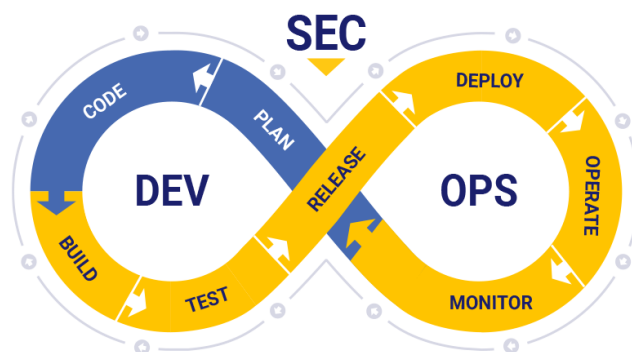 SEC
DEV
OPS
PLAN
CODE
BUILD
TEST
RELEASE
DEPLOY
OPERATE
MONITOR